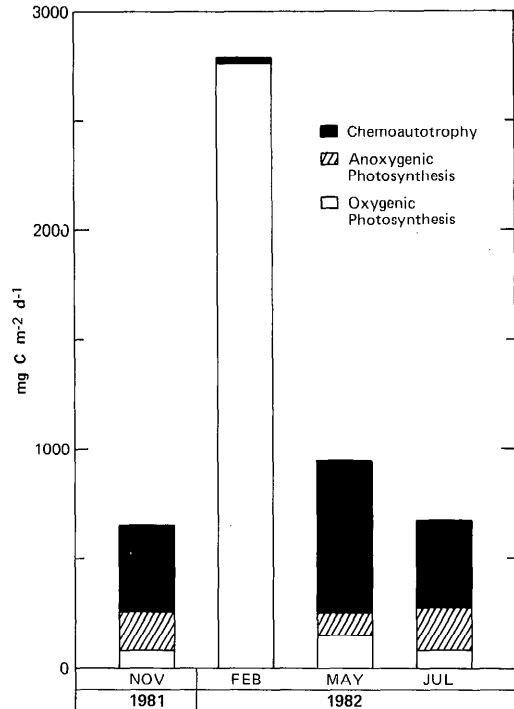 3000
2000
1000
0
mg C m-2 d-1
Chemoautotrophy
Anoxygenic
Photosynthesis
Oxygenic
Photosynthesis
NOV FEB MAY JUL
1981 1982